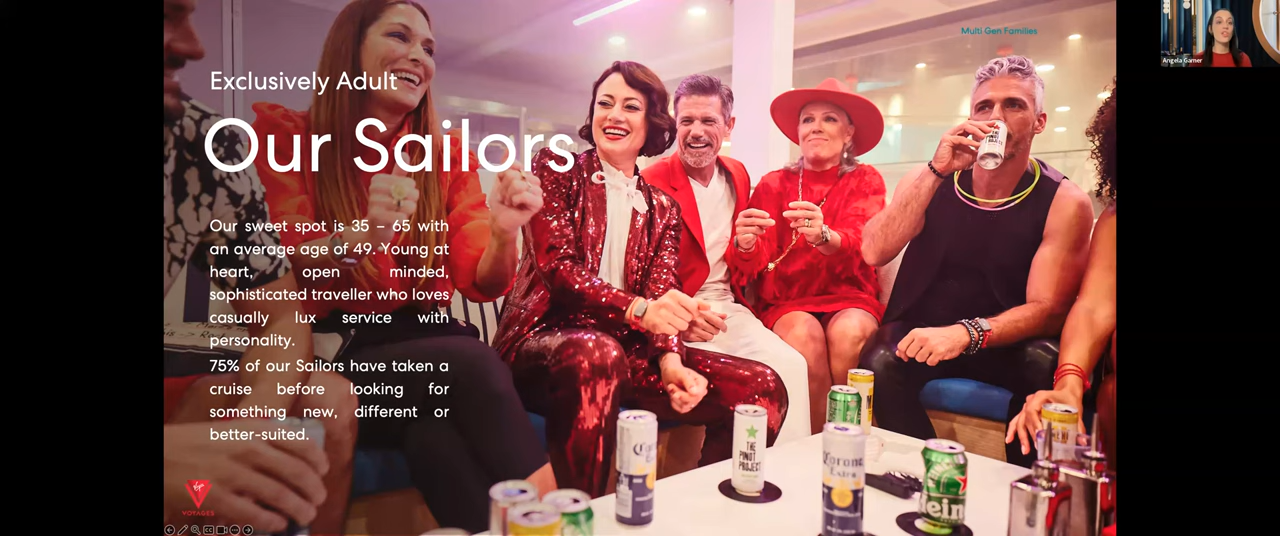 Multi Gen Families
Angela Garner
Exclusively Adult
Our Sailors
Our sweet spot is 35 – 65 with
an average age of 49. Young at
heart, open minded,
sophisticated traveller who loves
casually lux service with
personality.
75% of our Sailors have taken a
cruise before looking for
something new, different or
better-suited.
Virgin
VOYAGES
THE
PINOT
PROJECT
Corona
Extra
Corona
Extra